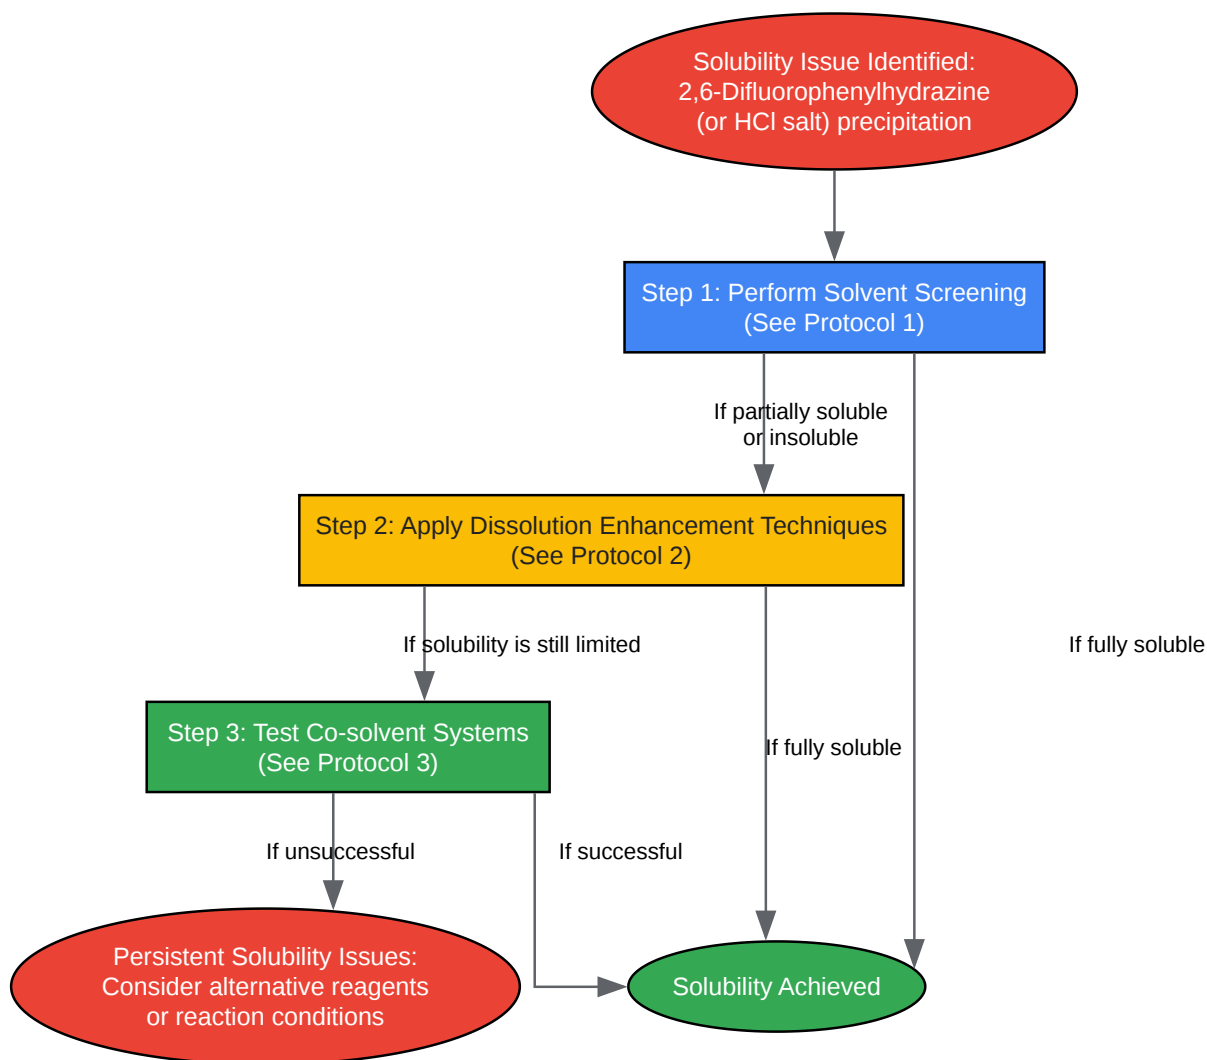 Solubility Issue Identified:
2,6-Difluorophenylhydrazine
(or HCl salt) precipitation
Step 1: Perform Solvent Screening
(See Protocol 1)
If partially soluble
or insoluble
Step 2: Apply Dissolution Enhancement Techniques
(See Protocol 2)
If solubility is still limited
If fully soluble
Step 3: Test Co-solvent Systems
(See Protocol 3)
If fully soluble
If unsuccessful
If successful
Persistent Solubility Issues:
Consider alternative reagents
or reaction conditions
Solubility Achieved